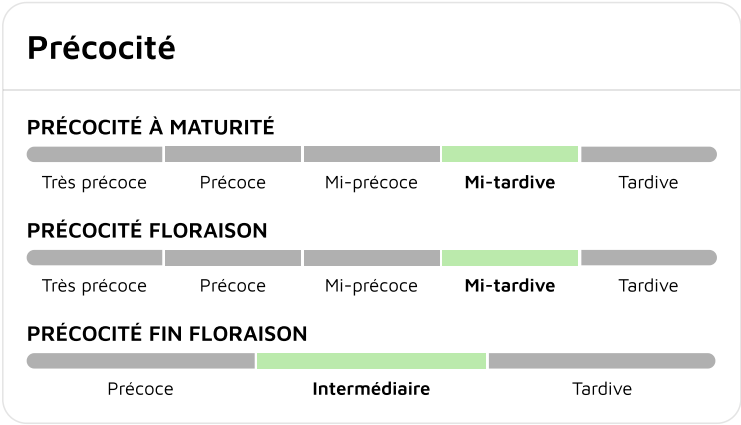 Précocité
PRÉCOCITÉ À MATURITÉ
Très précoce Précoce Mi-précoce Mi-tardive Tardive
PRÉCOCITÉ FLORAISON
Très précoce Précoce Mi-précoce Mi-tardive Tardive
PRÉCOCITÉ FIN FLORAISON
Précoce Intermédiaire Tardive